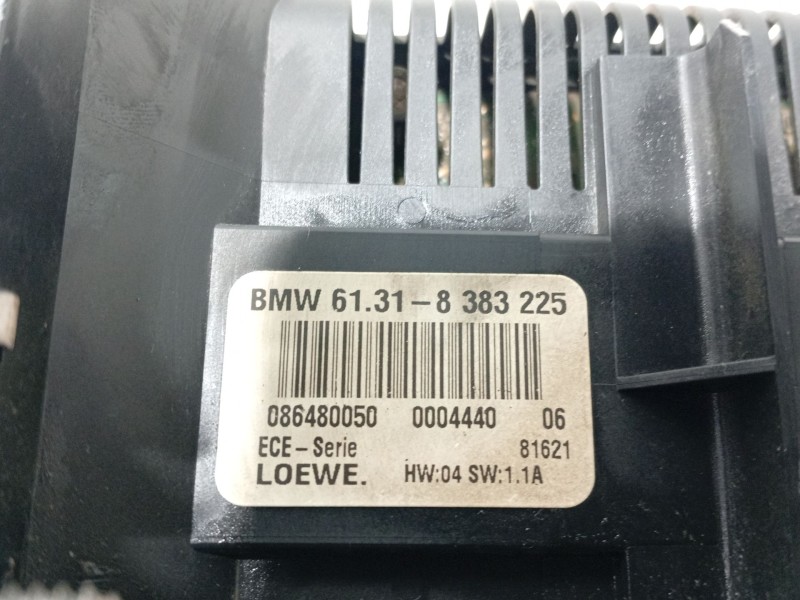 BMW 61.31-8 383 225
086480050 0004440 06
ECE-Serie 81621
LOEWE. HW:04 SW:1.1A